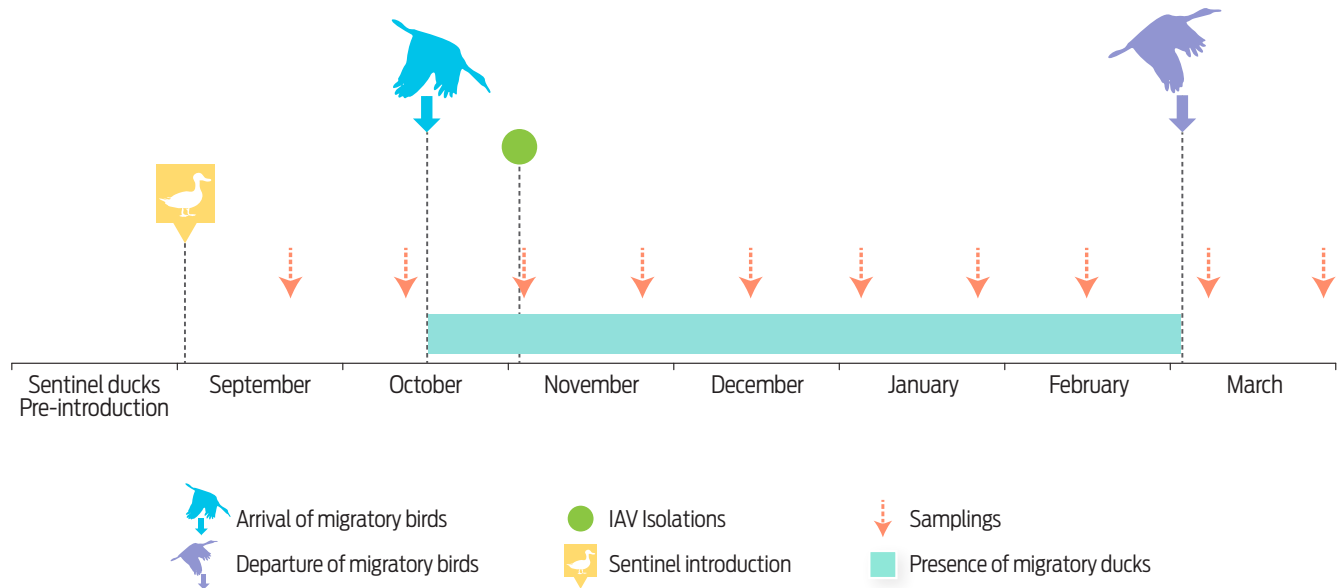 Sentinel ducks
Pre-introduction
September
October
November
December
January
February
March
Arrival of migratory birds
IAV Isolations
Samplings
Departure of migratory birds
Sentinel introduction
Presence of migratory ducks